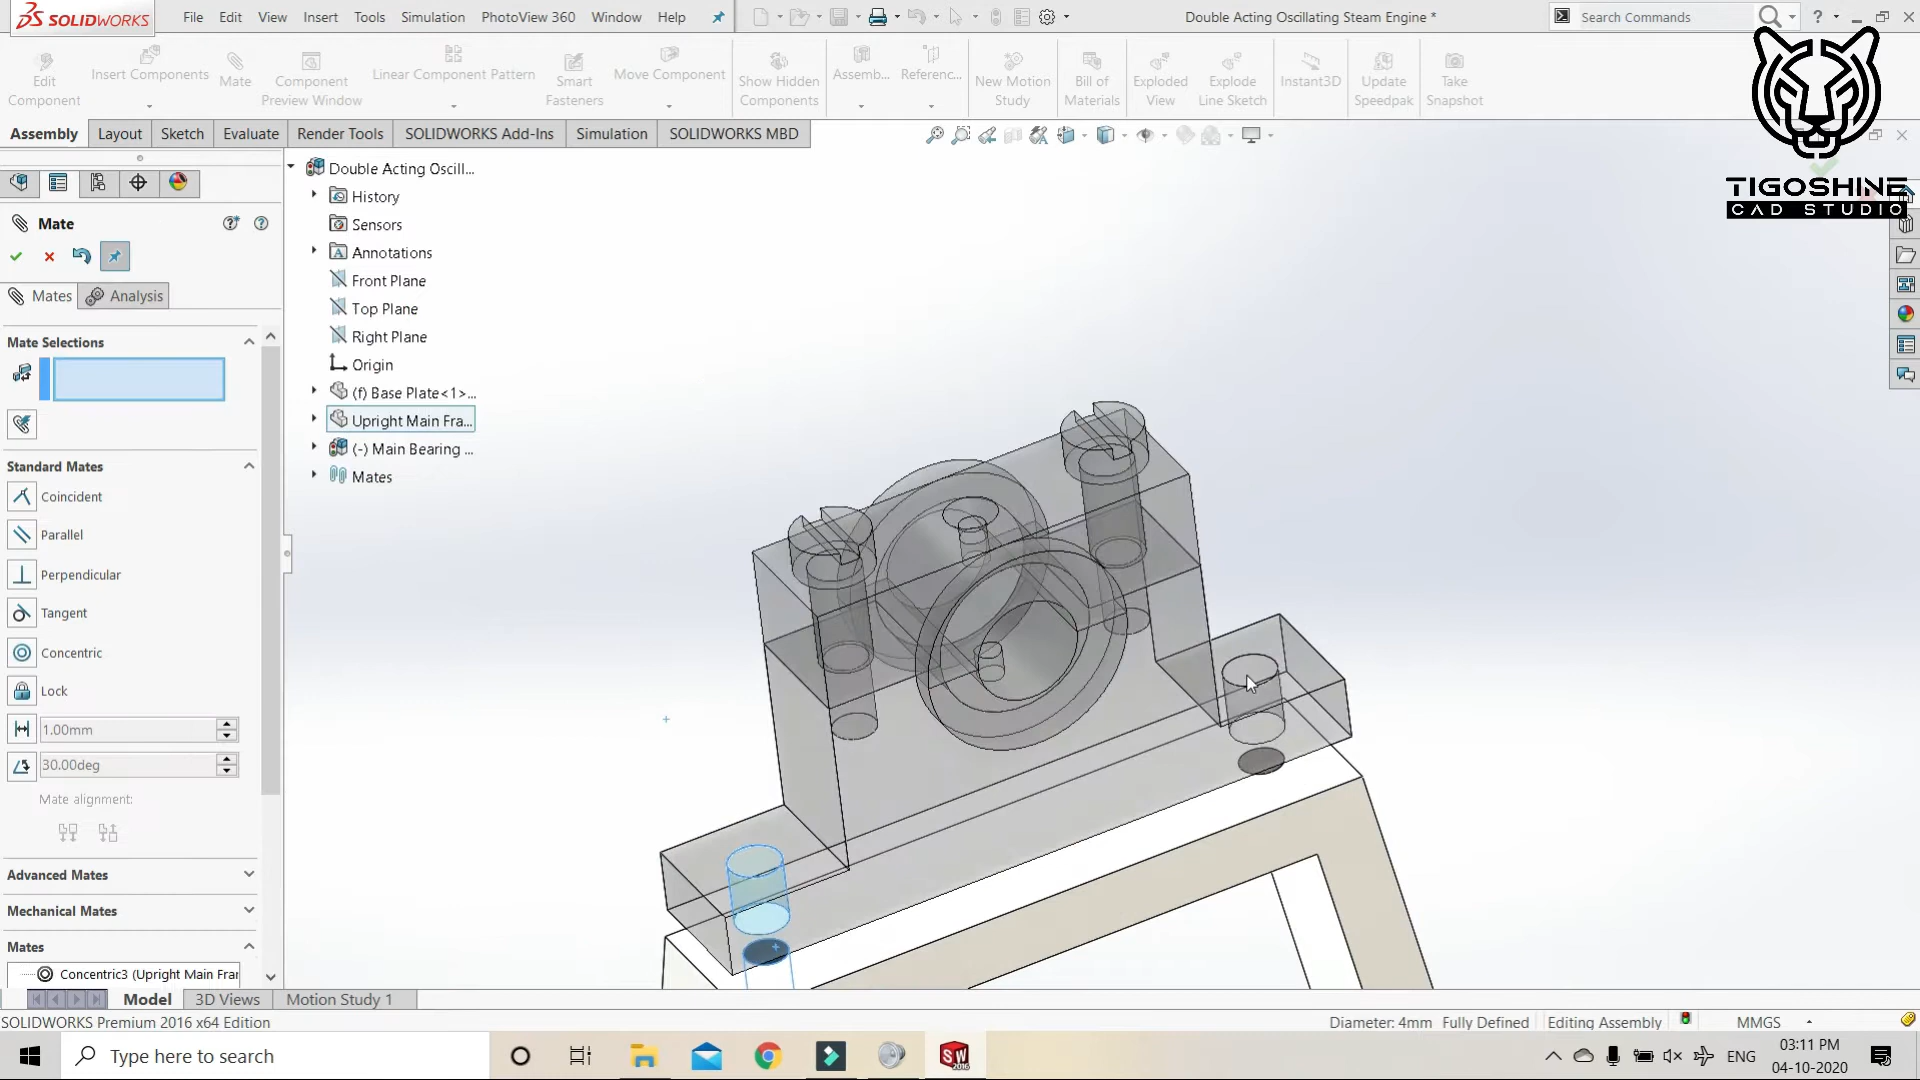 SOLIDWORKS
File Edit View Insert Tools Simulation PhotoView 360 Window Help
Double Acting Oscillating Steam Engine *
Search Commands
Edit Component
Insert Components
Mate
Component Preview Window
Linear Component Pattern
Smart Fasteners
Move Component
Show Hidden Components
Assemb...
Referenc...
New Motion Study
Bill of Materials
Exploded View
Explode Line Sketch
Instant3D
Update Speedpak
Take Snapshot
Assembly Layout Sketch Evaluate Render Tools SOLIDWORKS Add-Ins Simulation SOLIDWORKS MBD
TIGOSHINE
CAD STUDIO
Double Acting Oscill...
History
Sensors
Annotations
Front Plane
Top Plane
Right Plane
Origin
(f) Base Plate<1>...
Upright Main Fra...
(-) Main Bearing ...
Mates
Mate
Mates Analysis
Mate Selections
Standard Mates
Coincident
Parallel
Perpendicular
Tangent
Concentric
Lock
1.00mm
30.00deg
Mate alignment:
Advanced Mates
Mechanical Mates
Mates
Concentric3 (Upright Main Frar
Model 3D Views Motion Study 1
SOLIDWORKS Premium 2016 x64 Edition
Diameter: 4mm Fully Defined Editing Assembly MMGS
Type here to search
SW
2016
ENG
03:11 PM
04-10-2020